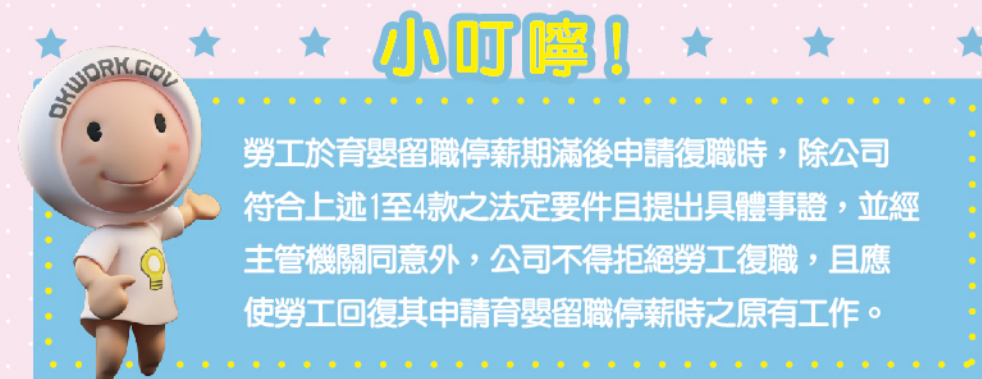 小叮嚀!
OKWORK.GOV
勞工於育嬰留職停薪期滿後申請復職時，除公司
符合上述1至4款之法定要件且提出具體事證，並經
主管機關同意外，公司不得拒絕勞工復職，且應
使勞工回復其申請育嬰留職停薪時之原有工作。